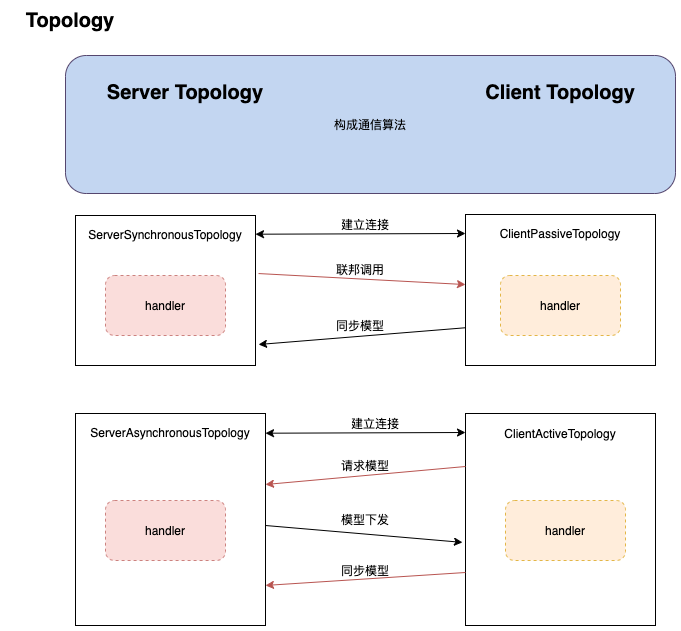 Topology
Server Topology
Client Topology
构成通信算法
ServerSynchronousTopology
建立连接
ClientPassiveTopology
联邦调用
handler
handler
同步模型
ServerAsynchronousTopology
建立连接
ClientActiveTopology
请求模型
模型下发
handler
handler
同步模型